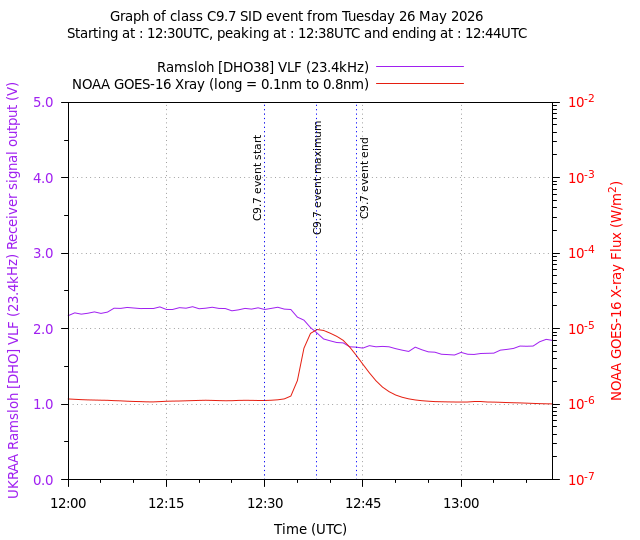 Graph of class C9.7 SID event from Tuesday 26 May 2026
Starting at : 12:30UTC, peaking at : 12:38UTC and ending at : 12:44UTC
Ramsloh [DHO38] VLF (23.4kHz)
NOAA GOES-16 Xray (long = 0.1nm to 0.8nm)
UKRAA Ramsloh [DHO] VLF (23.4kHz) Receiver signal output (V)
5.0
4.0
3.0
2.0
1.0
0.0
C9.7 event start
C9.7 event maximum
C9.7 event end
10-2
10-3
10-4
10-5
10-6
10-7
NOAA GOES-16 X-ray Flux (W/m2)
12:00 12:15 12:30 12:45 13:00
Time (UTC)